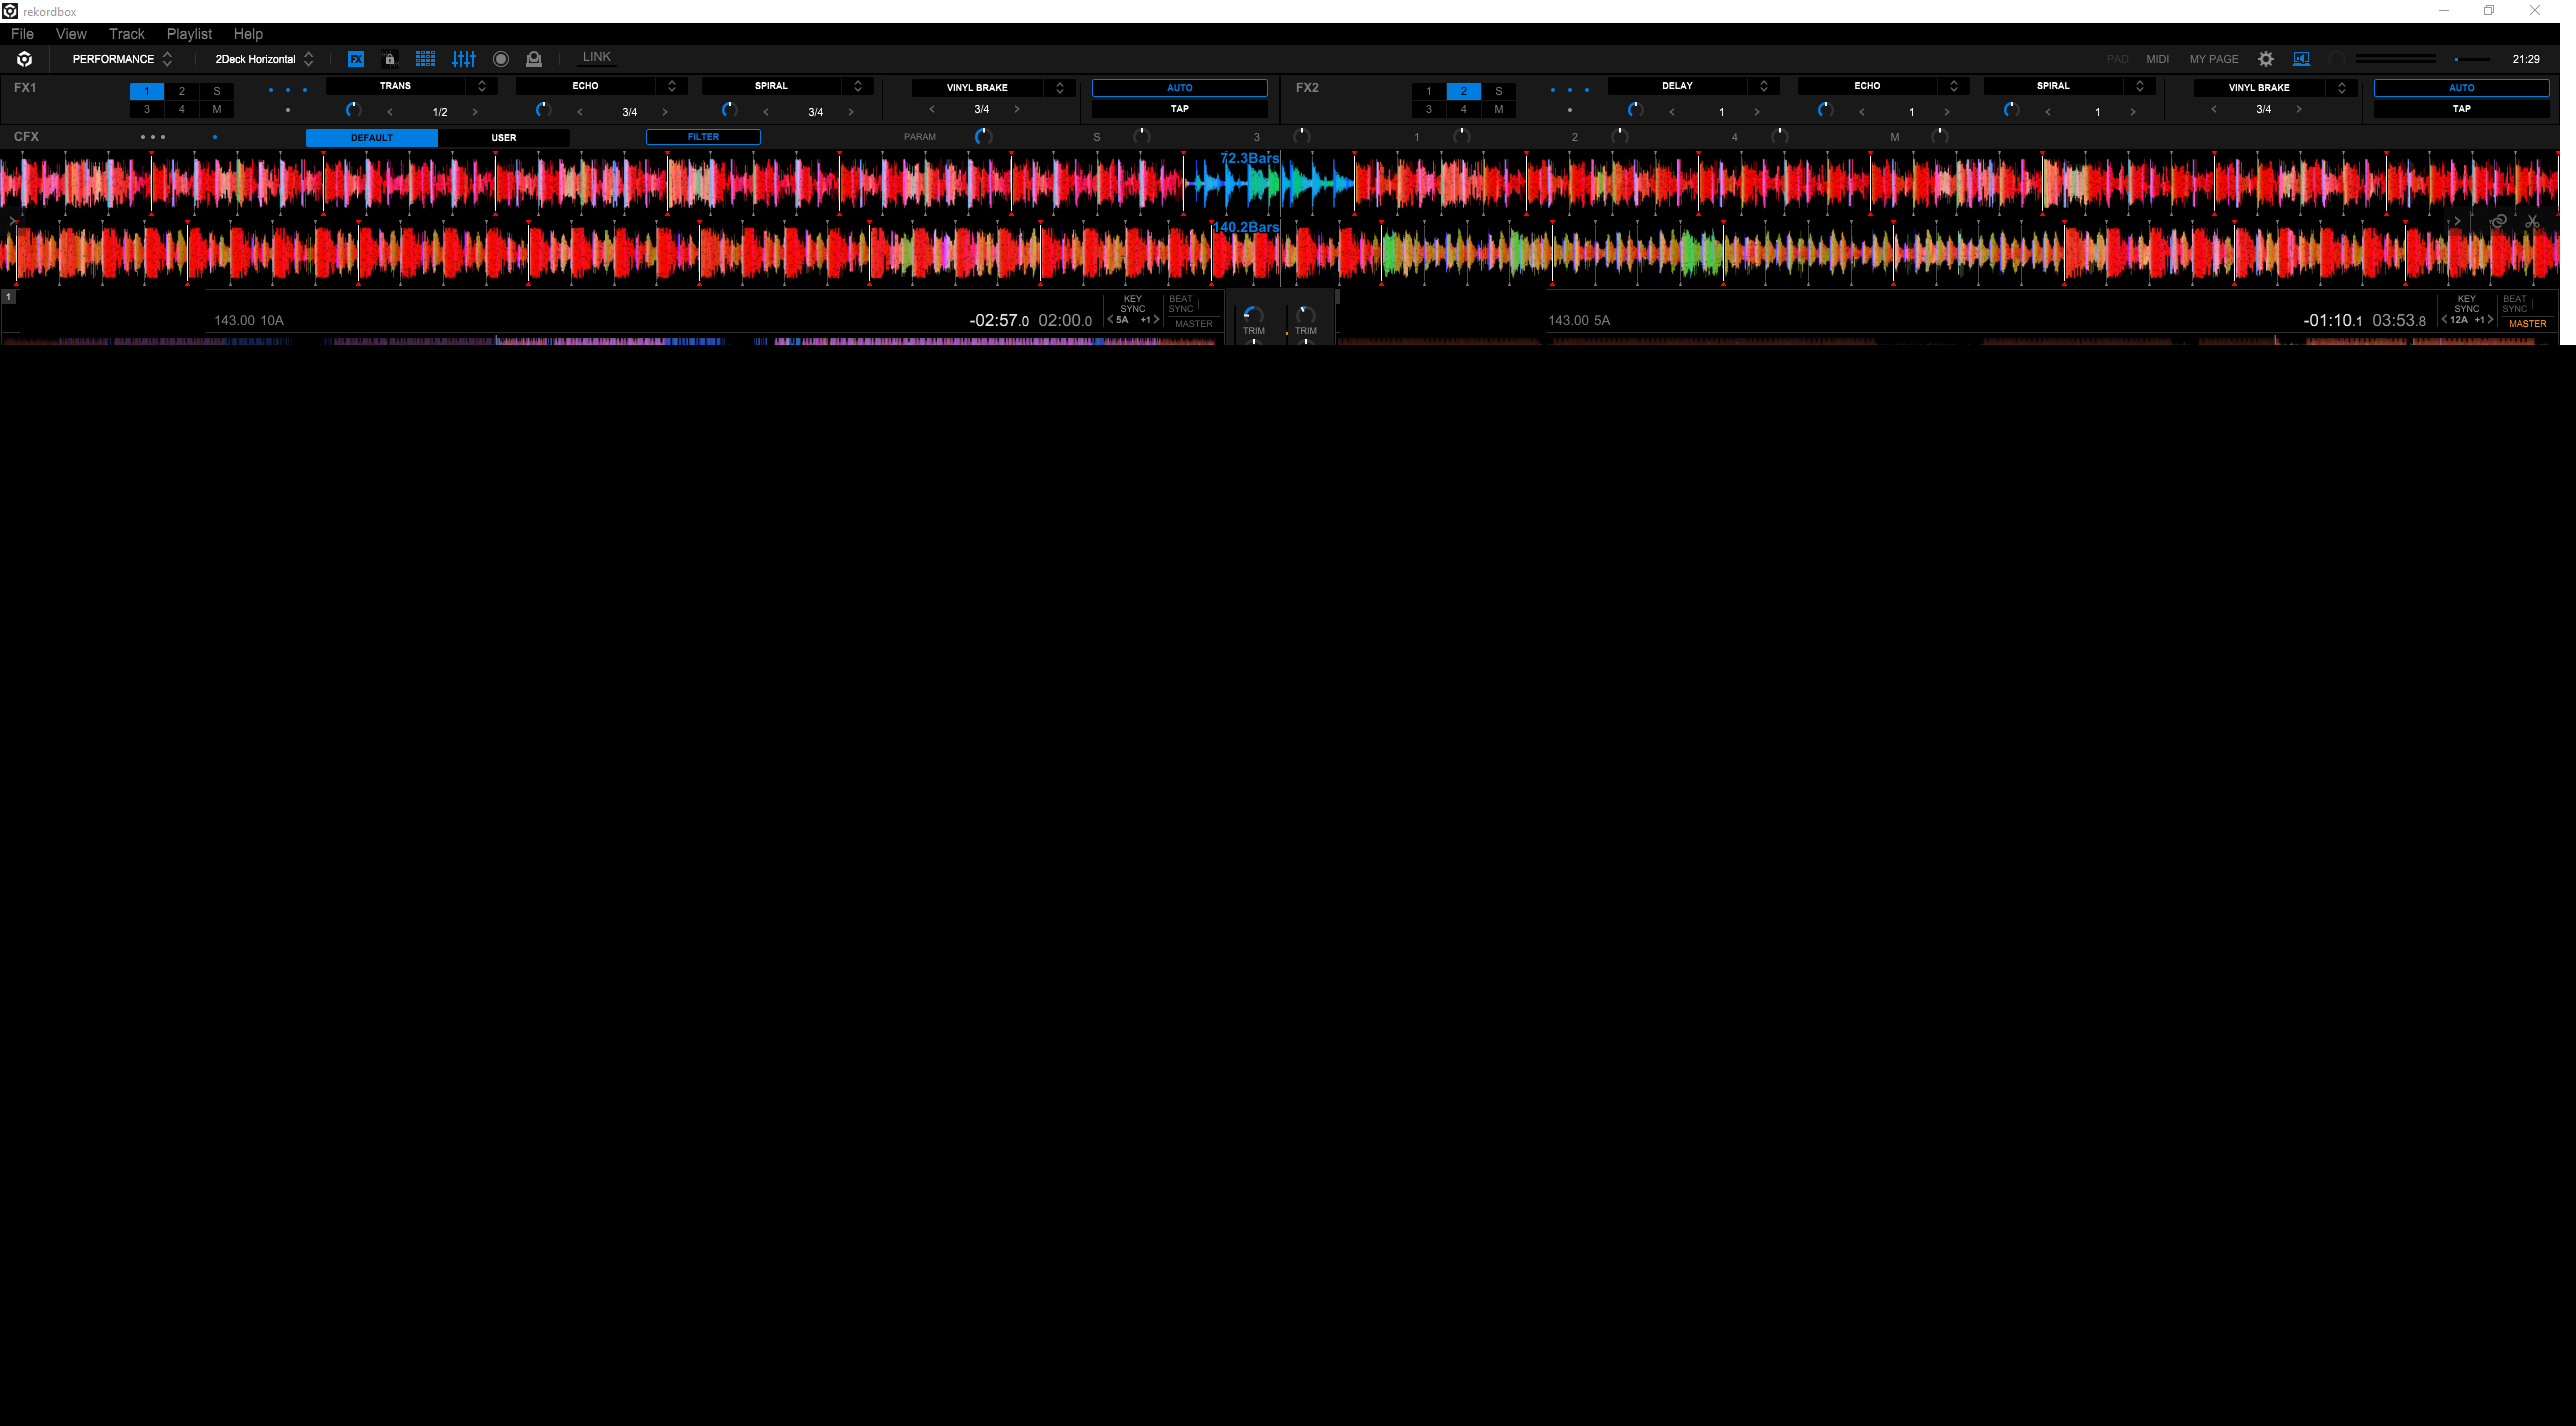 rekordbox
File View Track Playlist Help
PERFORMANCE 2Deck Horizontal FX LINK PAD MIDI MY PAGE 21:29
FX1 1 2 S TRANS ECHO SPIRAL VINYL BRAKE AUTO FX2 1 2 S DELAY ECHO SPIRAL VINYL BRAKE AUTO
3 4 M 1/2 3/4 3/4 3/4 TAP 3 4 M 1 1 1 3/4 TAP
CFX DEFAULT USER FILTER PARAM S 3 1 2 4 M
72.3Bars
140.2Bars
1 KEY SYNC BEAT SYNC KEY SYNC BEAT SYNC
143.00 10A -02:57.0 02:00.0 5A +1 MASTER TRIM TRIM 143.00 5A -01:10.1 03:53.8 12A +1 MASTER